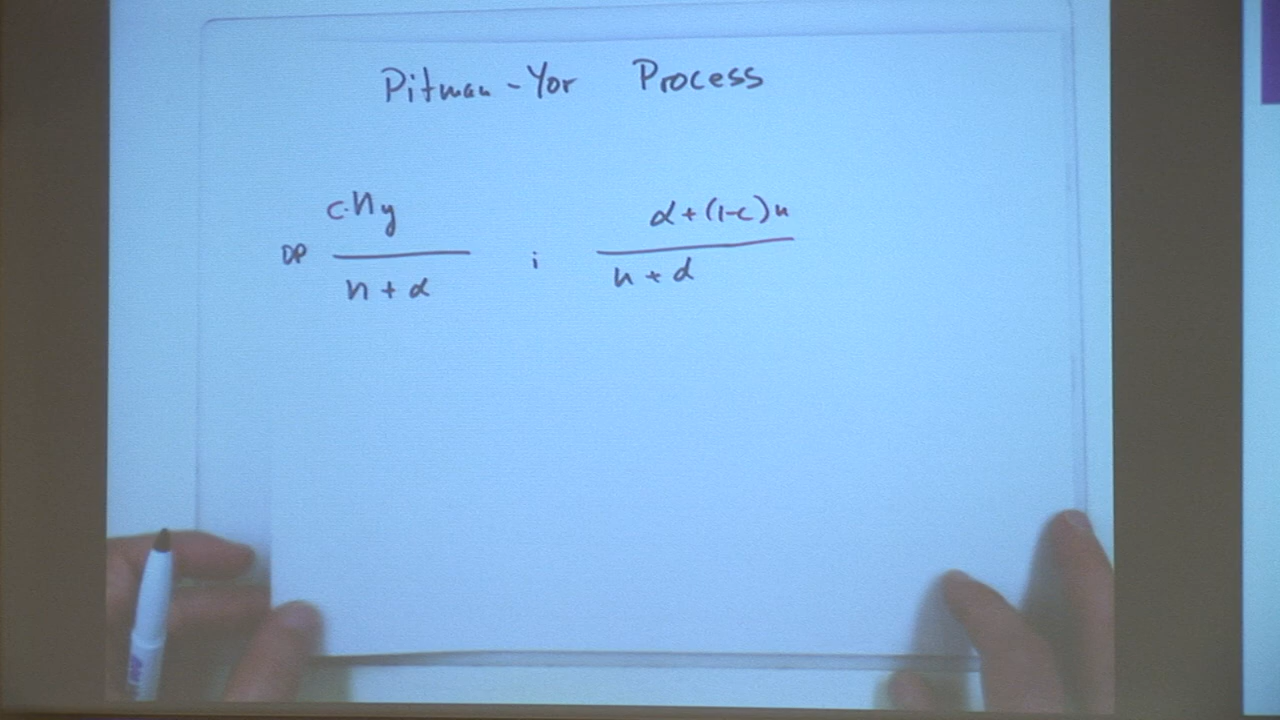 Pitman-Yor Process
c·ny α+(1-c)n
DP ;
n+α n+α